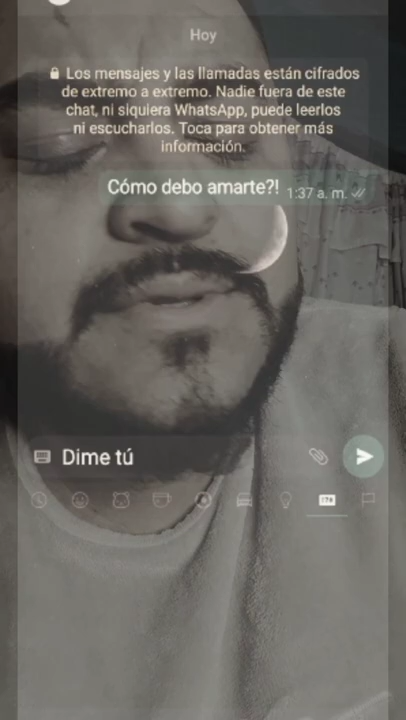 Hoy
Los mensajes y las llamadas están cifrados
de extremo a extremo. Nadie fuera de este
chat, ni siquiera WhatsApp, puede leerlos
ni escucharlos. Toca para obtener más
información.
Cómo debo amarte?! 1:37 a. m.
Dime tú